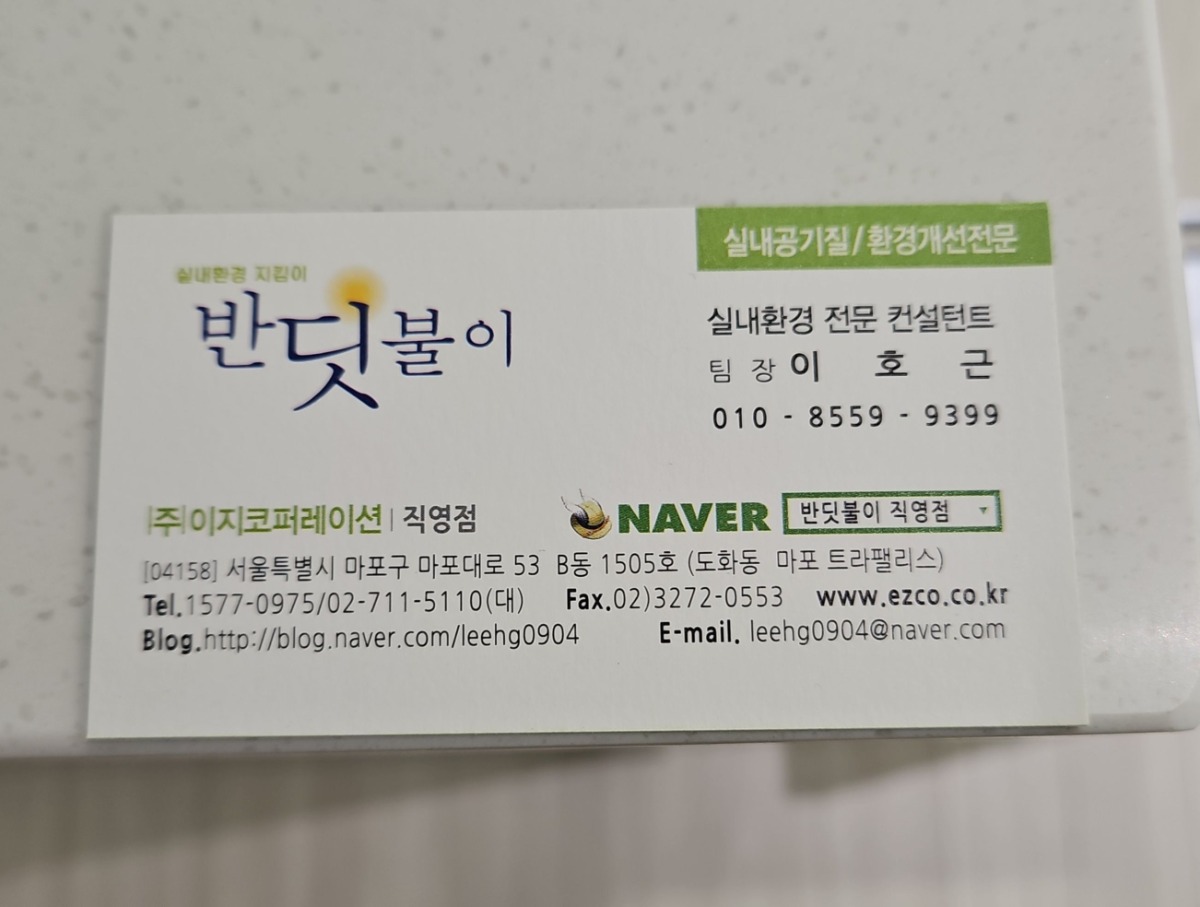 실내공기질/환경개선전문
실내환경 지킴이
반딧불이
실내환경 전문 컨설턴트
팀 장 이 호 근
010 - 8559 - 9399
(주)이지코퍼레이션 | 직영점
NAVER 반딧불이 직영점
[04158] 서울특별시 마포구 마포대로 53 B동 1505호 (도화동 마포 트라팰리스)
Tel.1577-0975/02-711-5110(대) Fax.02)3272-0553 www.ezco.co.kr
Blog.http://blog.naver.com/leehg0904 E-mail. leehg0904@naver.com